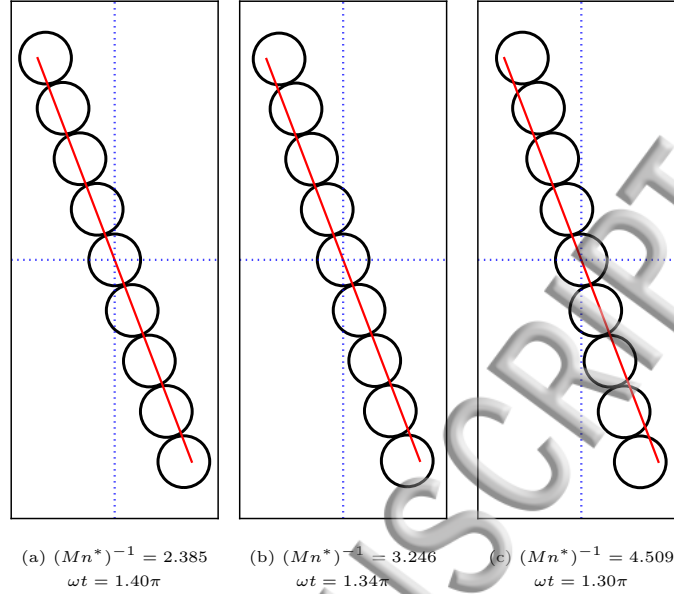 (a) (Mn*)⁻¹ = 2.385
ωt = 1.40π
(b) (Mn*)⁻¹ = 3.246
ωt = 1.34π
(c) (Mn*)⁻¹ = 4.509
ωt = 1.30π